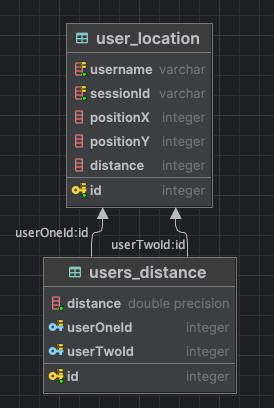 user_location
username varchar
sessionId varchar
positionX integer
positionY integer
distance integer
id integer
userOneId:id
userTwoId:id
users_distance
distance double precision
userOneId integer
userTwoId integer
id integer